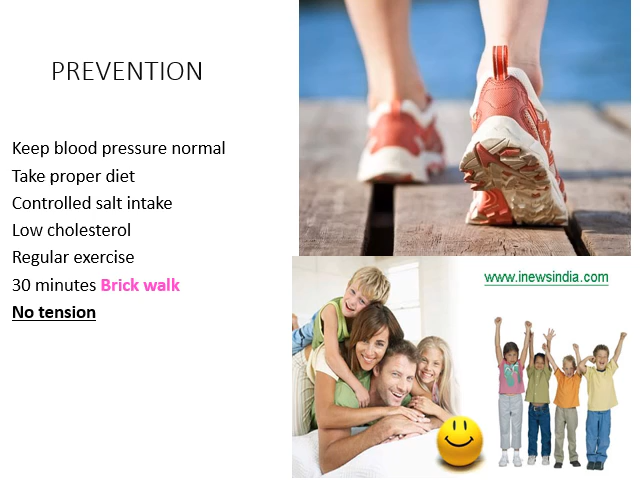 PREVENTION
Keep blood pressure normal
Take proper diet
Controlled salt intake
Low cholesterol
Regular exercise
30 minutes Brick walk
No tension
www.inewsindia.com